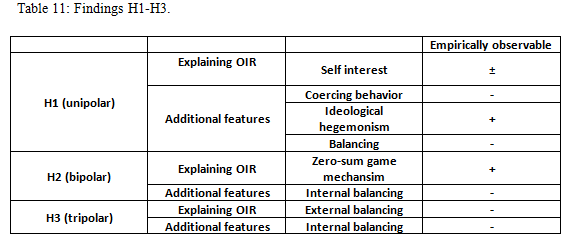 Table 11: Findings H1-H3.
Empirically observable
H1 (unipolar)
Explaining OIR
Self interest
±
Additional features
Coercing behavior
-
Ideological
hegemonism
+
Balancing
-
H2 (bipolar)
Explaining OIR
Zero-sum game
mechansim
+
Additional features
Internal balancing
-
H3 (tripolar)
Explaining OIR
External balancing
-
Additional features
Internal balancing
-